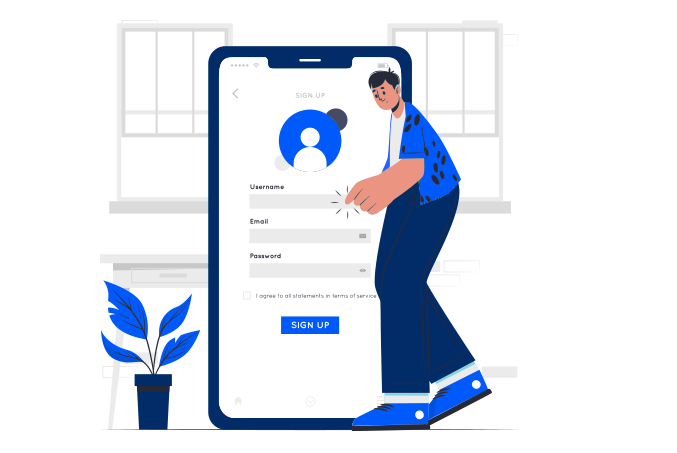 SIGN UP
Username
Email
Password
I agree to all statements in terms of service
SIGN UP